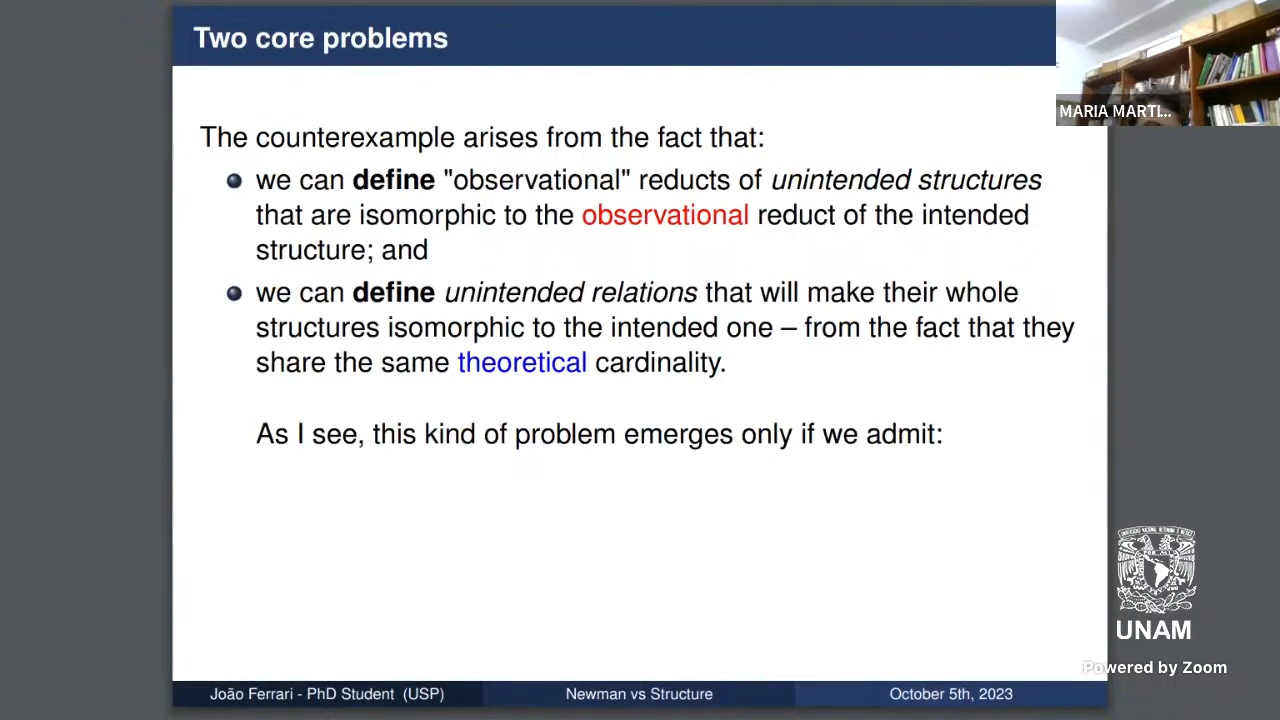 Two core problems
MARIA MARTI...
The counterexample arises from the fact that:
we can define "observational" reducts of unintended structures
that are isomorphic to the observational reduct of the intended
structure; and
we can define unintended relations that will make their whole
structures isomorphic to the intended one – from the fact that they
share the same theoretical cardinality.
As I see, this kind of problem emerges only if we admit:
UNAM
Powered by Zoom
João Ferrari - PhD Student (USP)
Newman vs Structure
October 5th, 2023